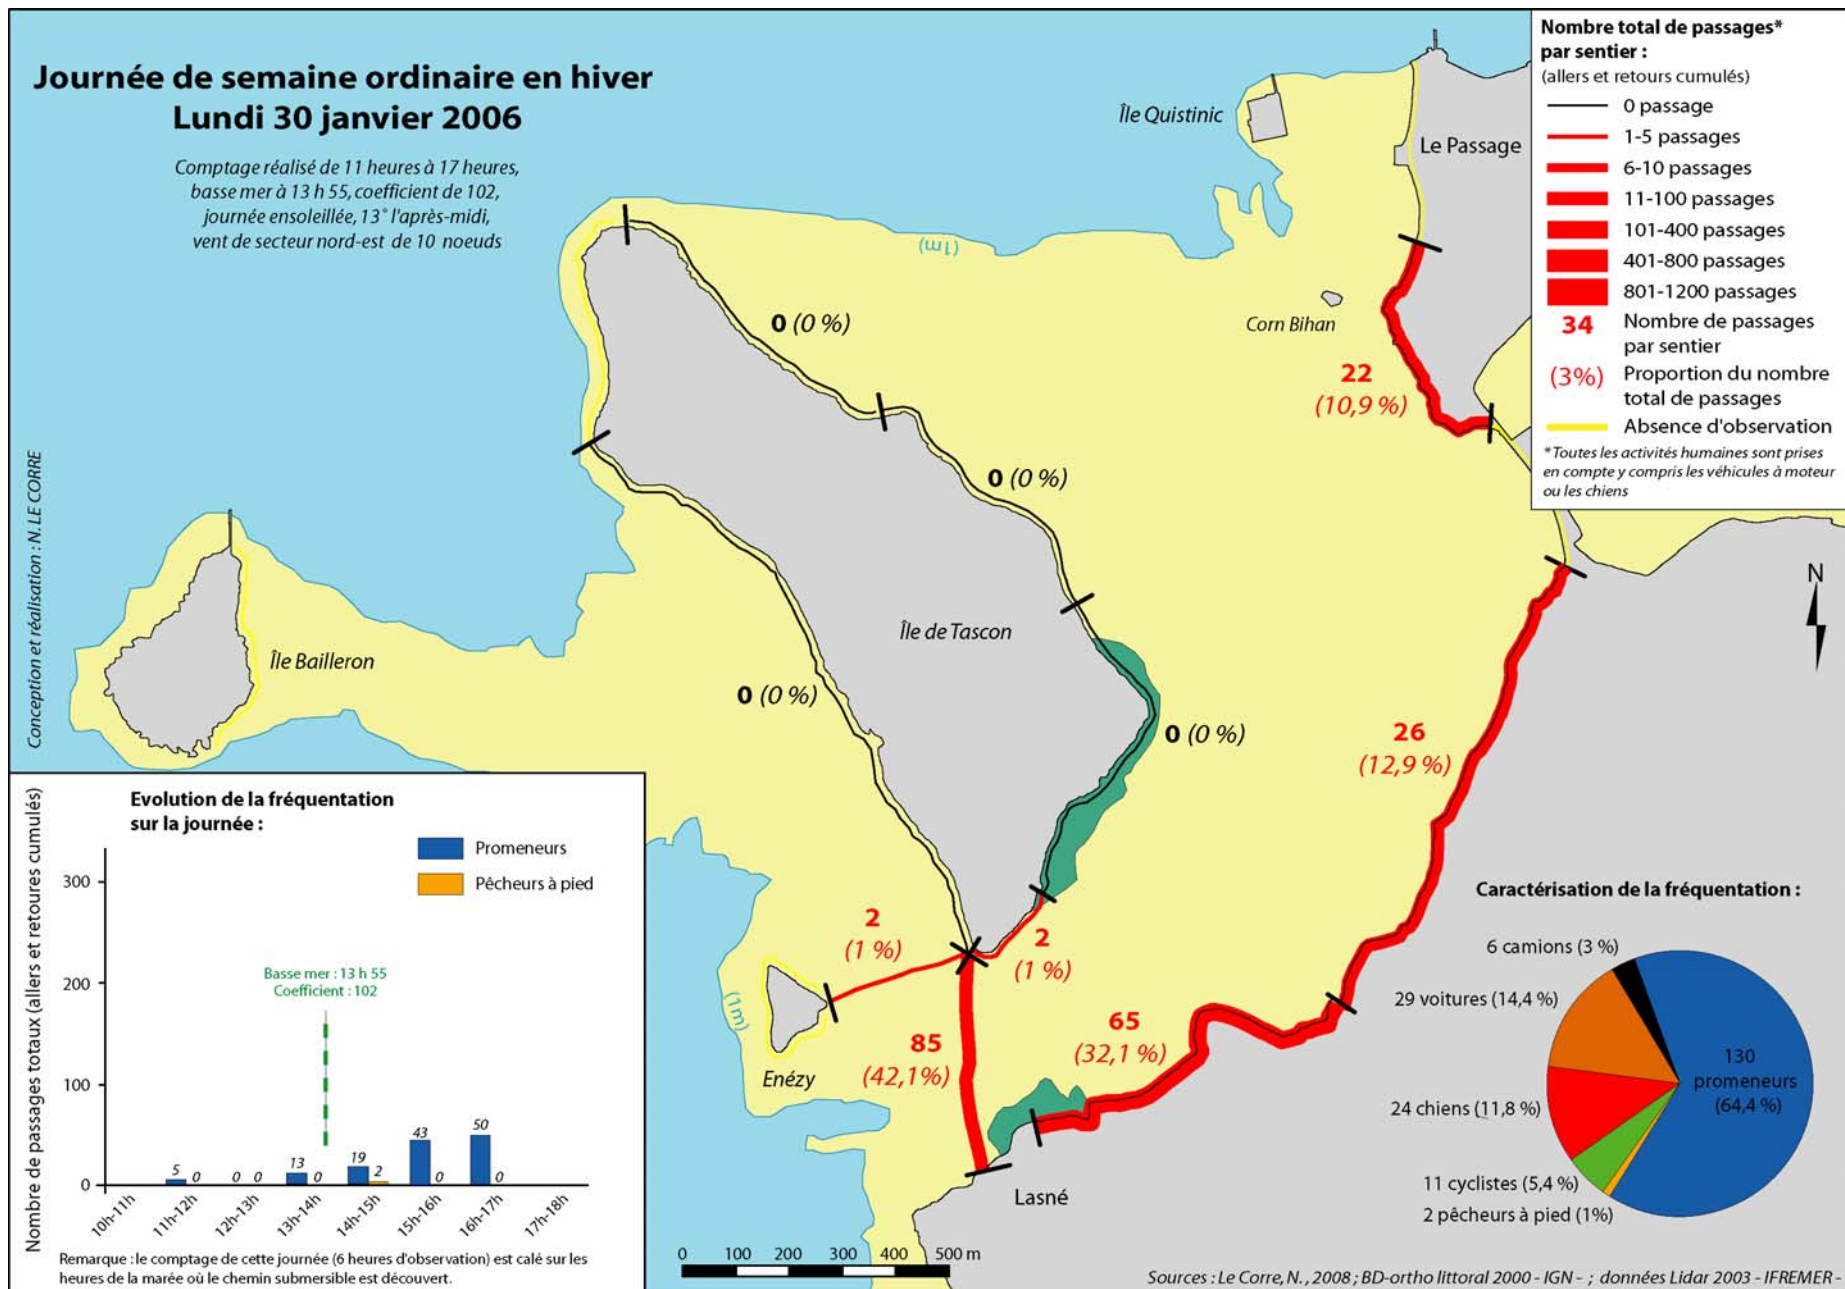 Journée de semaine ordinaire en hiver
Lundi 30 janvier 2006
Comptage réalisé de 11 heures à 17 heures,
basse mer à 13 h 55, coefficient de 102,
journée ensoleillée, 13° l'après-midi,
vent de secteur nord-est de 10 noeuds
Nombre total de passages*
par sentier :
(allers et retours cumulés)
0 passage
1-5 passages
6-10 passages
11-100 passages
101-400 passages
401-800 passages
801-1200 passages
34 Nombre de passages
par sentier
(3%) Proportion du nombre
total de passages
Absence d'observation
*Toutes les activités humaines sont prises
en compte y compris les véhicules à moteur
ou les chiens
Île Quistinic
Le Passage
(1m)
Corn Bihan
0 (0 %)
22
(10,9 %)
0 (0 %)
Conception et réalisation : N. LE CORRE
N
Île de Tascon
Île Bailleron
0 (0 %)
0 (0 %)
26
(12,9 %)
2
(1 %)
2
(1 %)
(1m)
85
(42,1%)
65
(32,1 %)
Enézy
Lasné
Evolution de la fréquentation
sur la journée :
Promeneurs
Pêcheurs à pied
Nombre de passages totaux (allers et retoures cumulés)
300
200
100
0
Basse mer : 13 h 55
Coefficient : 102
5 0 0 0 13 0 19 2 43 0 50 0
10h-11h 11h-12h 12h-13h 13h-14h 14h-15h 15h-16h 16h-17h 17h-18h
Remarque : le comptage de cette journée (6 heures d'observation) est calé sur les
heures de la marée où le chemin submersible est découvert.
Caractérisation de la fréquentation :
6 camions (3 %)
29 voitures (14,4 %)
130
promeneurs
(64,4 %)
24 chiens (11,8 %)
11 cyclistes (5,4 %)
2 pêcheurs à pied (1%)
0 100 200 300 400 500 m
Sources : Le Corre, N. , 2008 ; BD-ortho littoral 2000 - IGN - ; données Lidar 2003 - IFREMER -